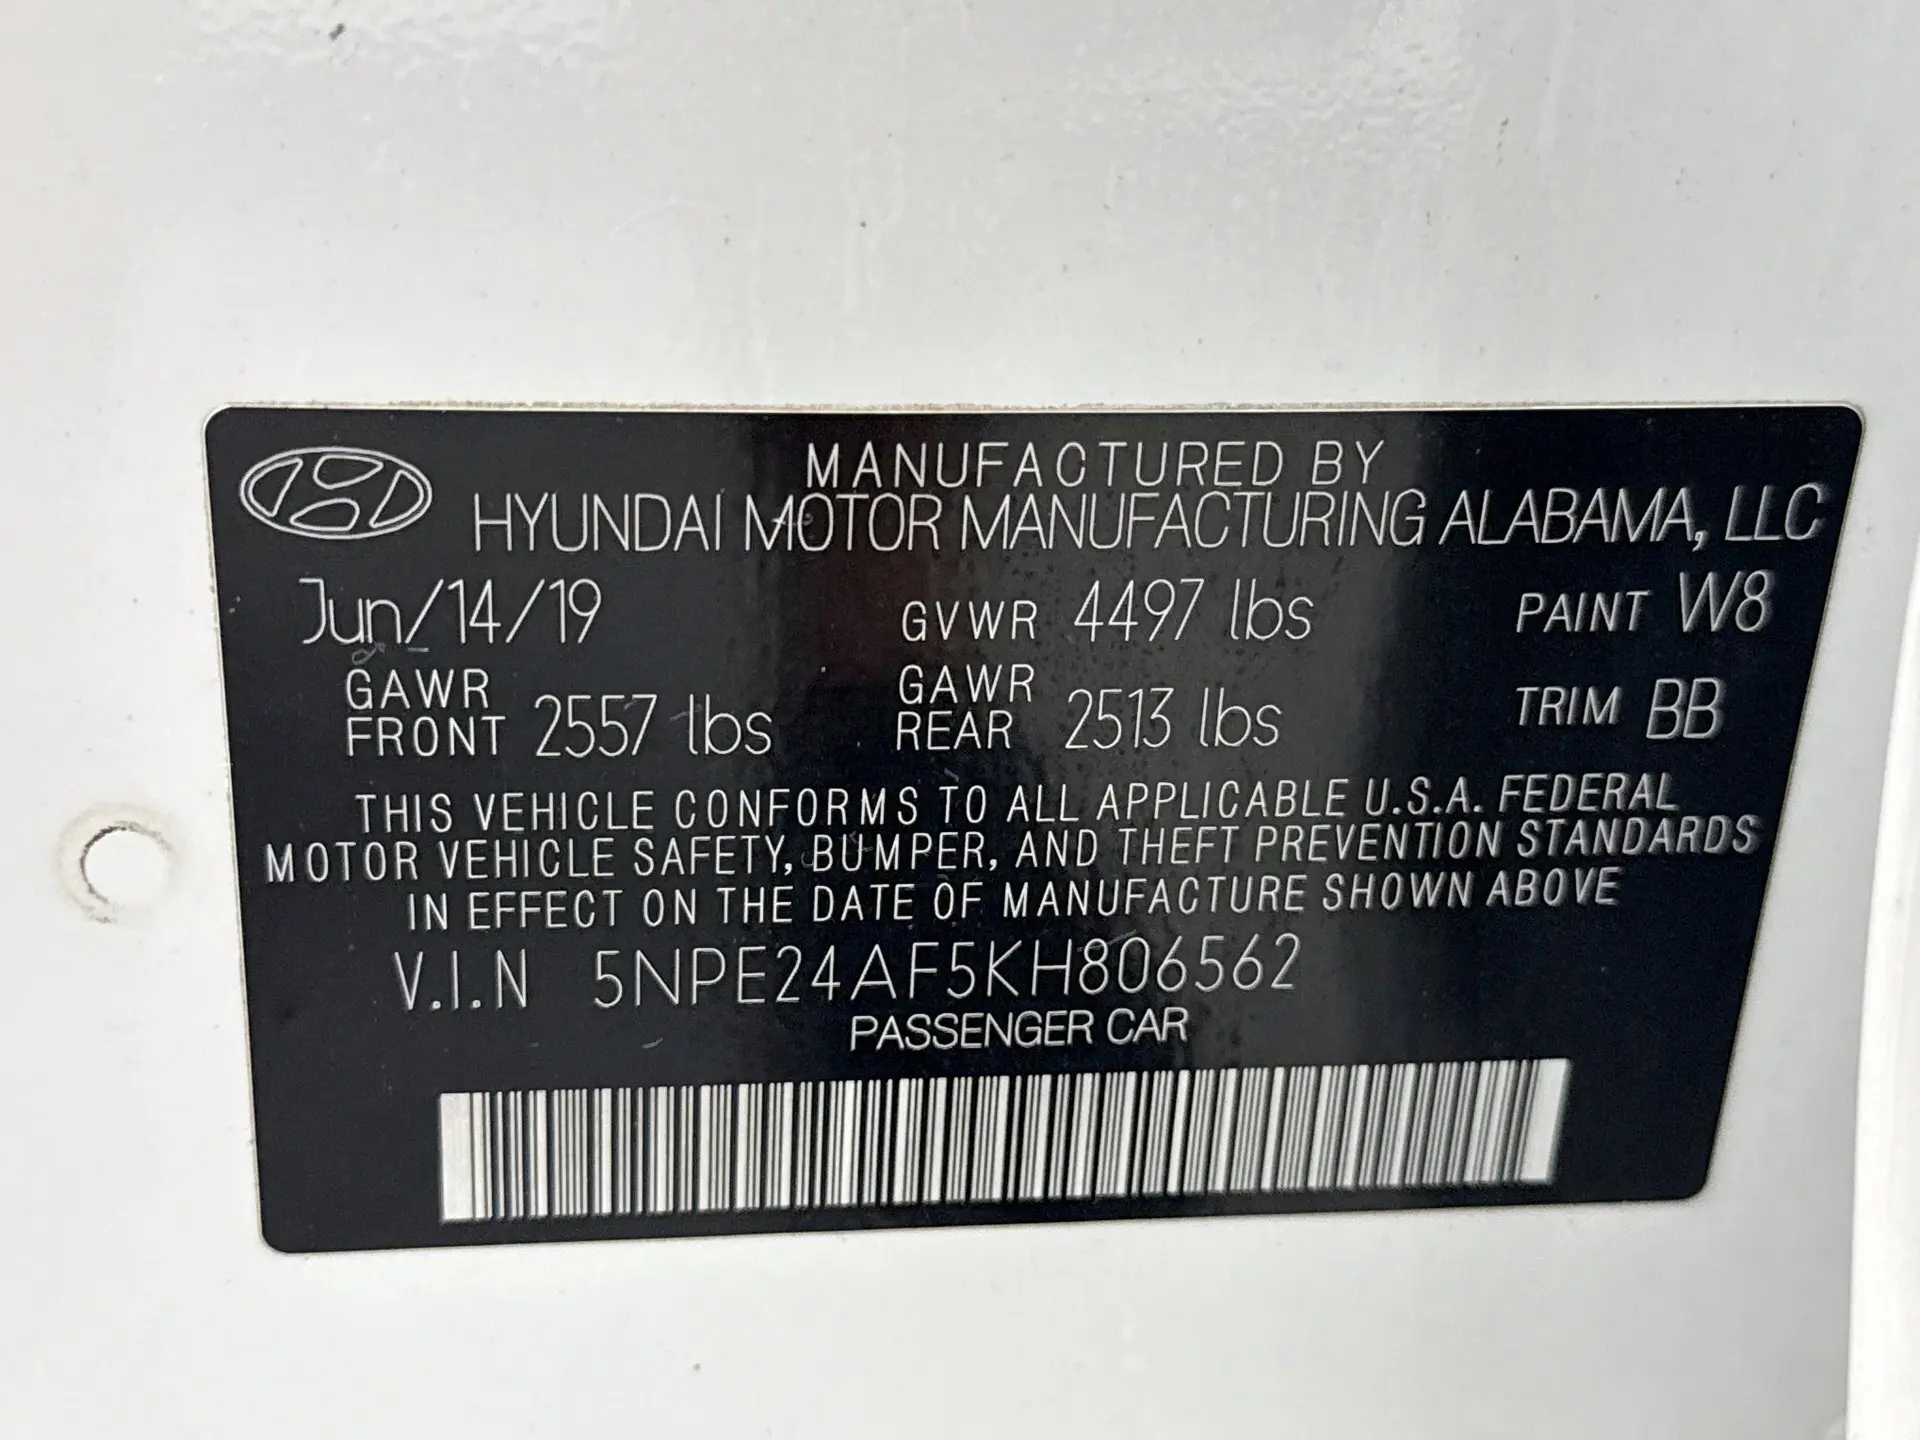 MANUFACTURED BY
HYUNDAI MOTOR MANUFACTURING ALABAMA, LLC
Jun/14/19 GVWR 4497 lbs PAINT W8
GAWR FRONT 2557 lbs GAWR REAR 2513 lbs TRIM BB
THIS VEHICLE CONFORMS TO ALL APPLICABLE U.S.A. FEDERAL
MOTOR VEHICLE SAFETY, BUMPER, AND THEFT PREVENTION STANDARDS
IN EFFECT ON THE DATE OF MANUFACTURE SHOWN ABOVE
V.I.N 5NPE24AF5KH806562
PASSENGER CAR